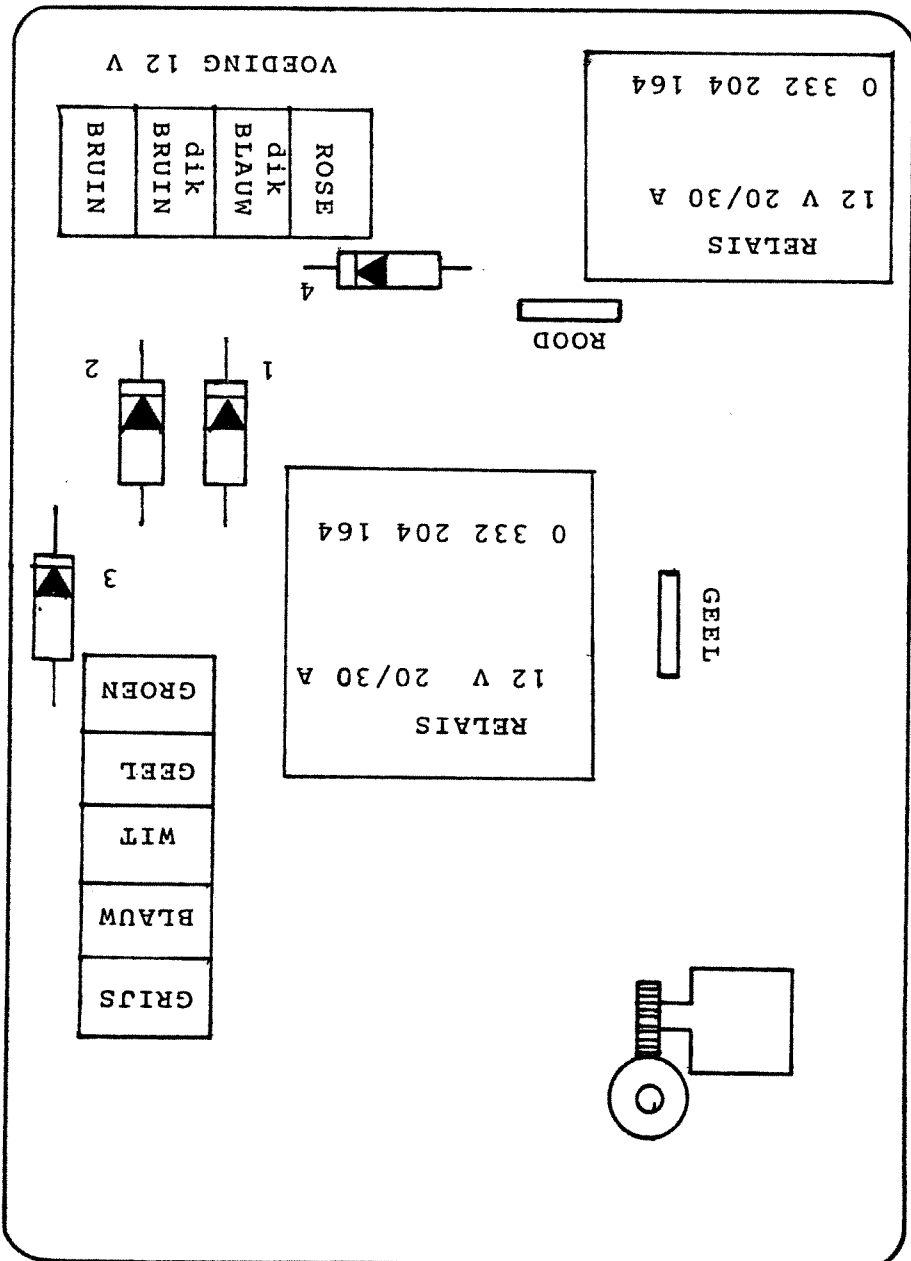 GRIJS
BLAUW
WIT
GEEL
GROEN
RELAIS
12 V 20/30 A
0 332 204 164
GEEL
3
1
2
ROOD
4
RELAIS
12 V 20/30 A
0 332 204 164
ROSE
dik
BLAUW
dik
BRUIN
BRUIN
VOEDING 12 V